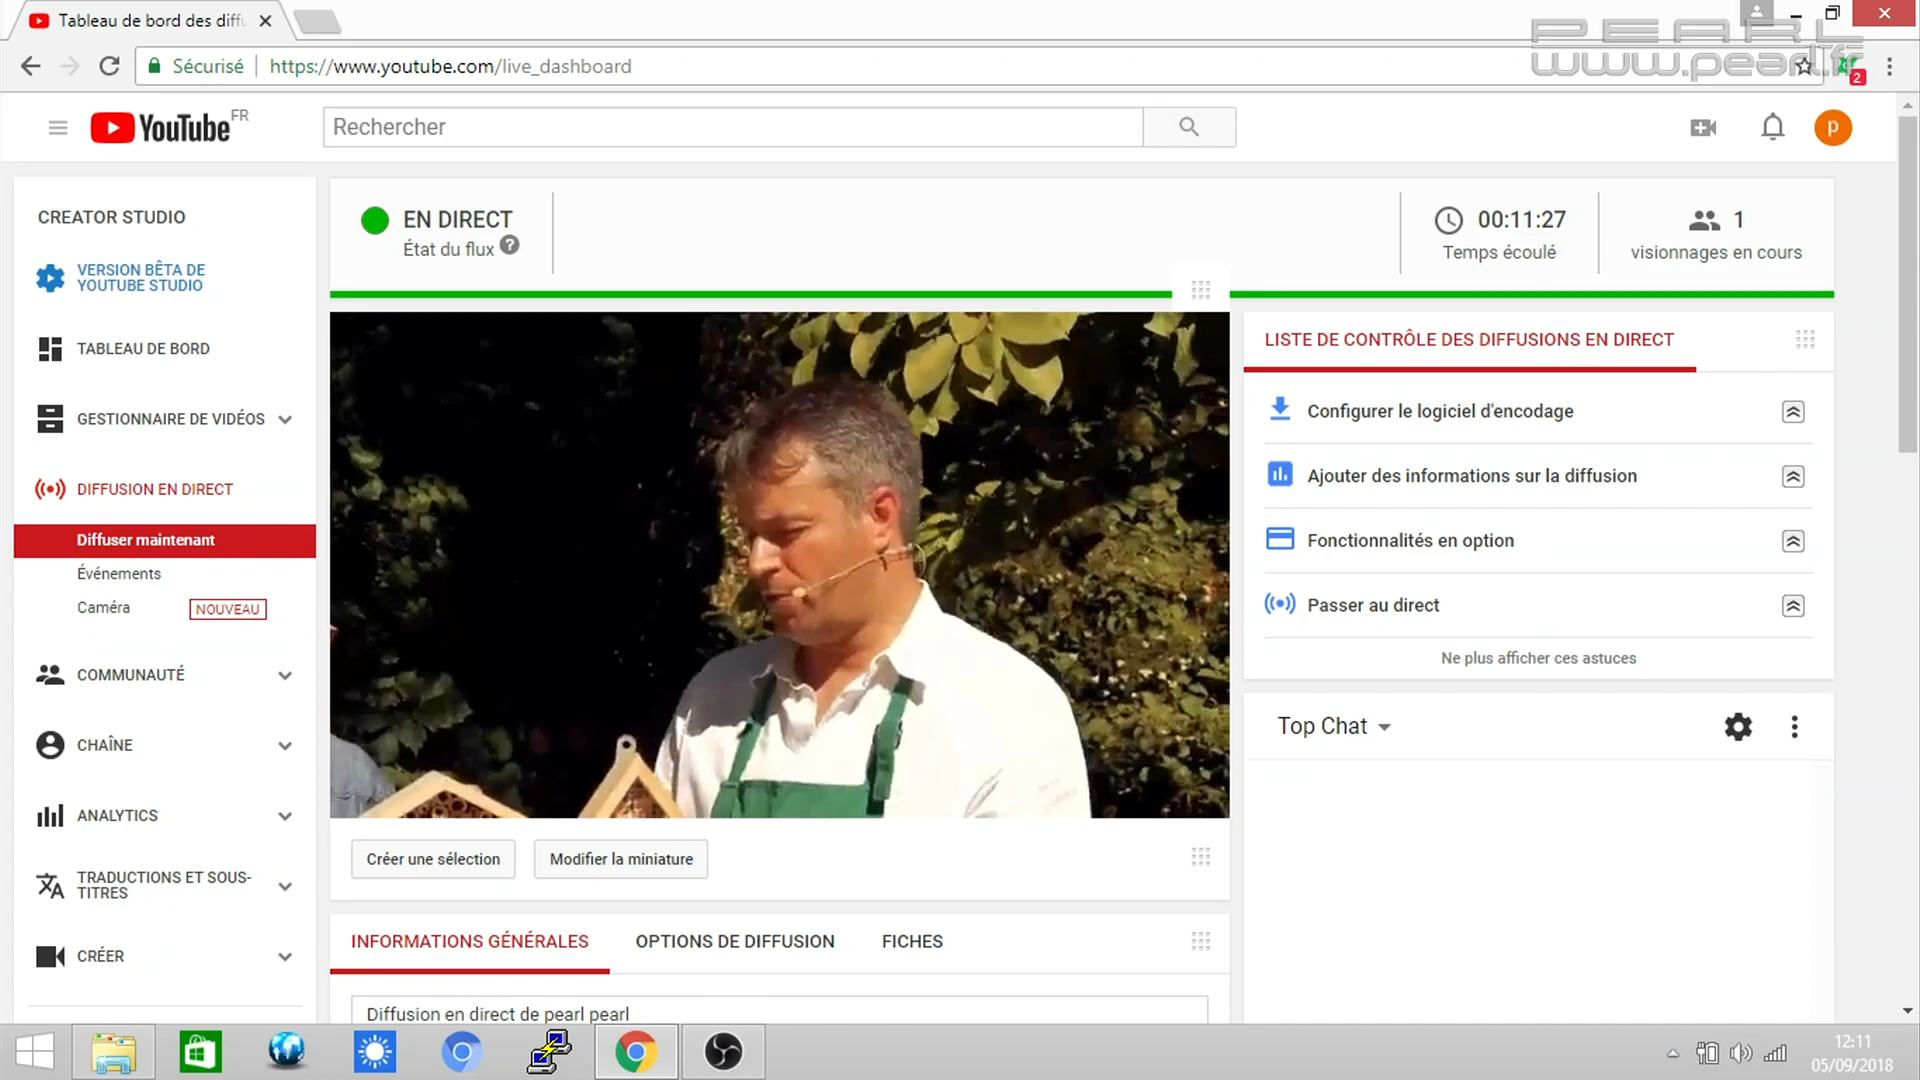 Tableau de bord des diffu
PEARL
www.pearl.fr
Sécurisé
https://www.youtube.com/live_dashboard
2
YouTube FR
Rechercher
p
CREATOR STUDIO
VERSION BÊTA DE
YOUTUBE STUDIO
TABLEAU DE BORD
GESTIONNAIRE DE VIDÉOS
DIFFUSION EN DIRECT
Diffuser maintenant
Événements
Caméra
NOUVEAU
COMMUNAUTÉ
CHAÎNE
ANALYTICS
TRADUCTIONS ET SOUS-
TITRES
CRÉER
EN DIRECT
État du flux
?
00:11:27
Temps écoulé
1
visionnages en cours
Créer une sélection
Modifier la miniature
INFORMATIONS GÉNÉRALES
OPTIONS DE DIFFUSION
FICHES
Diffusion en direct de pearl pearl
LISTE DE CONTRÔLE DES DIFFUSIONS EN DIRECT
Configurer le logiciel d'encodage
Ajouter des informations sur la diffusion
Fonctionnalités en option
Passer au direct
Ne plus afficher ces astuces
Top Chat
12:11
05/09/2018